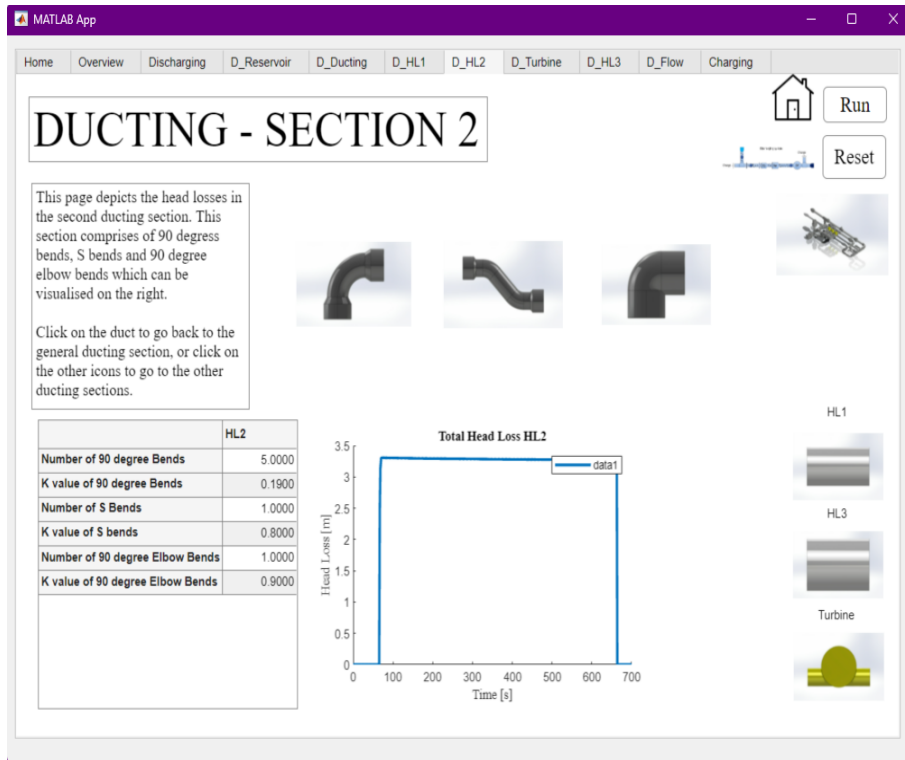 MATLAB App
Home Overview Discharging D_Reservoir D_Ducting D_HL1 D_HL2 D_Turbine D_HL3 D_Flow Charging
DUCTING - SECTION 2
Run
Reset
This page depicts the head losses in
the second ducting section. This
section comprises of 90 degress
bends, S bends and 90 degree
elbow bends which can be
visualised on the right.
Click on the duct to go back to the
general ducting section, or click on
the other icons to go to the other
ducting sections.
HL2
Number of 90 degree Bends 5.0000
K value of 90 degree Bends 0.1900
Number of S Bends 1.0000
K value of S bends 0.8000
Number of 90 degree Elbow Bends 1.0000
K value of 90 degree Elbow Bends 0.9000
Total Head Loss HL2
data1
Head Loss [m]
3.5
3
2.5
2
1.5
1
0.5
0
0 100 200 300 400 500 600 700
Time [s]
HL1
HL3
Turbine